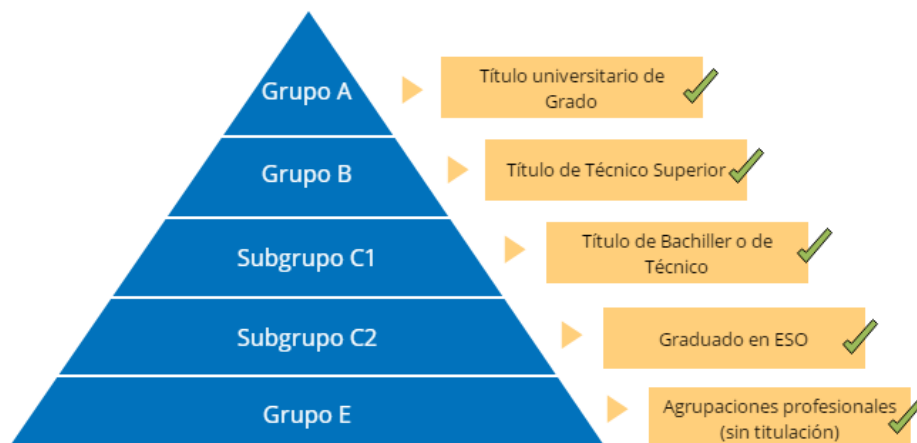 Grupo A
Título universitario de
Grado
Grupo B
Título de Técnico Superior
Subgrupo C1
Título de Bachiller o de
Técnico
Subgrupo C2
Graduado en ESO
Grupo E
Agrupaciones profesionales
(sin titulación)